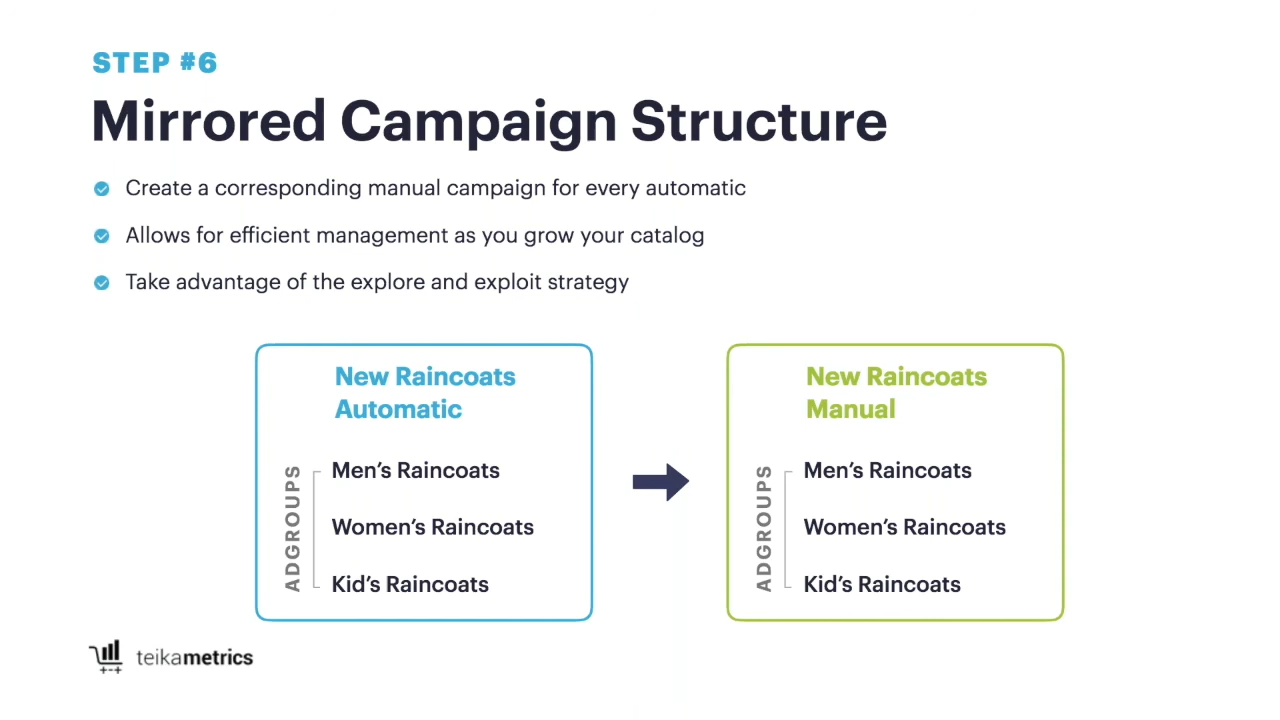 STEP #6
Mirrored Campaign Structure
Create a corresponding manual campaign for every automatic
Allows for efficient management as you grow your catalog
Take advantage of the explore and exploit strategy
New Raincoats
Automatic
ADGROUPS
Men’s Raincoats
Women’s Raincoats
Kid’s Raincoats
New Raincoats
Manual
ADGROUPS
Men’s Raincoats
Women’s Raincoats
Kid’s Raincoats
teikametrics